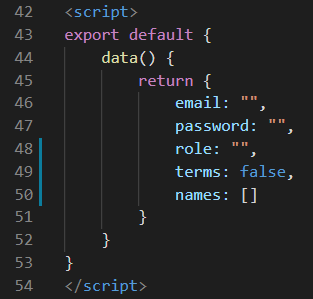 42 <script>
43 export default {
44     data() {
45         return {
46             email: "",
47             password: "",
48             role: "",
49             terms: false,
50             names: []
51         }
52     }
53 }
54 </script>